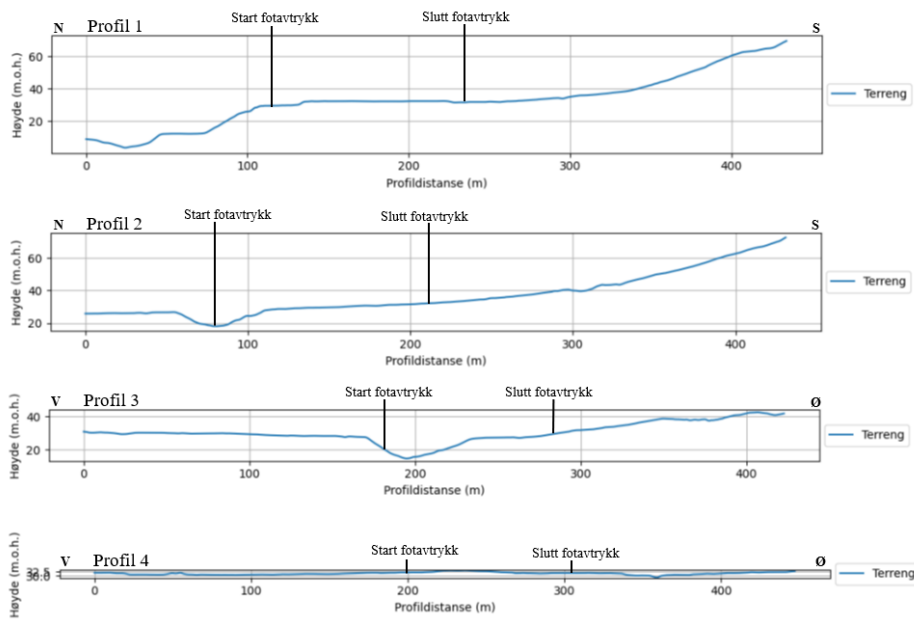 Start fotavtrykk
Slutt fotavtrykk
N Profil 1 S
60
40
20
Høyde (m.o.h.)
Terreng
0 100 200 300 400
Profildistanse (m)
Start fotavtrykk
Slutt fotavtrykk
N Profil 2 S
60
40
20
Høyde (m.o.h.)
Terreng
0 100 200 300 400
Profildistanse (m)
Start fotavtrykk
Slutt fotavtrykk
V Profil 3 Ø
40
20
Høyde (m.o.h.)
Terreng
0 100 200 300 400
Profildistanse (m)
Start fotavtrykk
Slutt fotavtrykk
V Profil 4 Ø
32.5
Høyde (m.o.h.)
Terreng
0 100 200 300 400
Profildistanse (m)